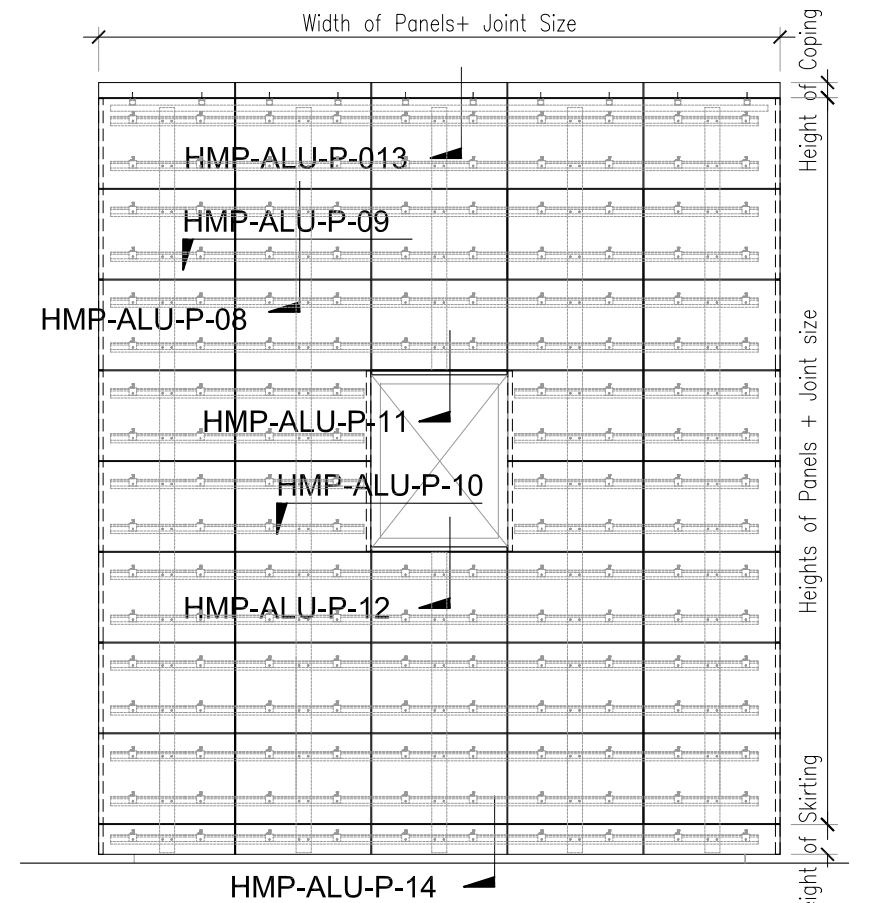 Width of Panels+ Joint Size
Height of Coping
HMP-ALU-P-013
HMP-ALU-P-09
HMP-ALU-P-08
Heights of Panels + Joint size
HMP-ALU-P-11
HMP-ALU-P-10
HMP-ALU-P-12
of Skirting
HMP-ALU-P-14